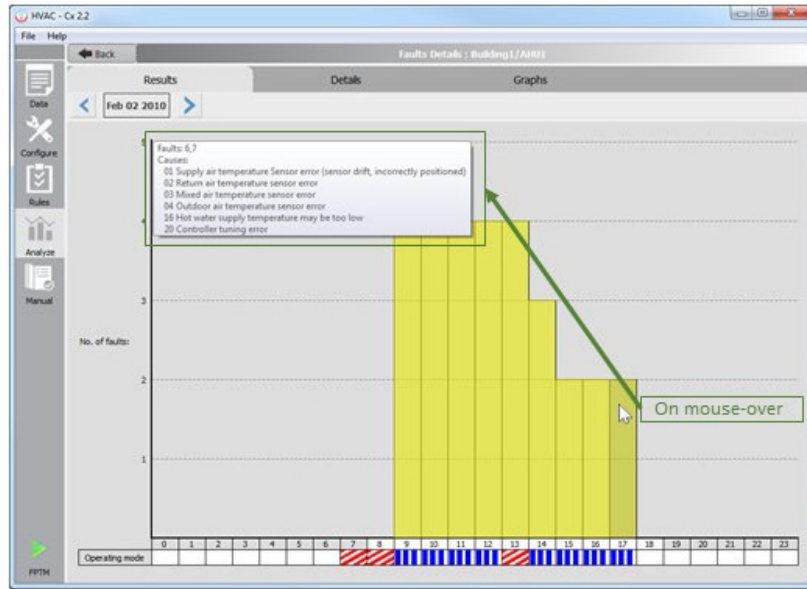 HVAC - Cx 2.2
File Help
Back
Faults Details : Building1/AHU1
Results Details Graphs
Feb 02 2010
Data
Configure
Rules
Analyze
Manual
FPTM
Faults: 6,7
Causes:
01 Supply air temperature Sensor error (sensor drift, incorrectly positioned)
02 Return air temperature sensor error
03 Mixed air temperature sensor error
04 Outdoor air temperature sensor error
16 Hot water supply temperature may be too low
20 Controller tuning error
5
4
3
No. of faults:
2
1
On mouse-over
0 1 2 3 4 5 6 7 8 9 10 11 12 13 14 15 16 17 18 19 20 21 22 23
Operating mode